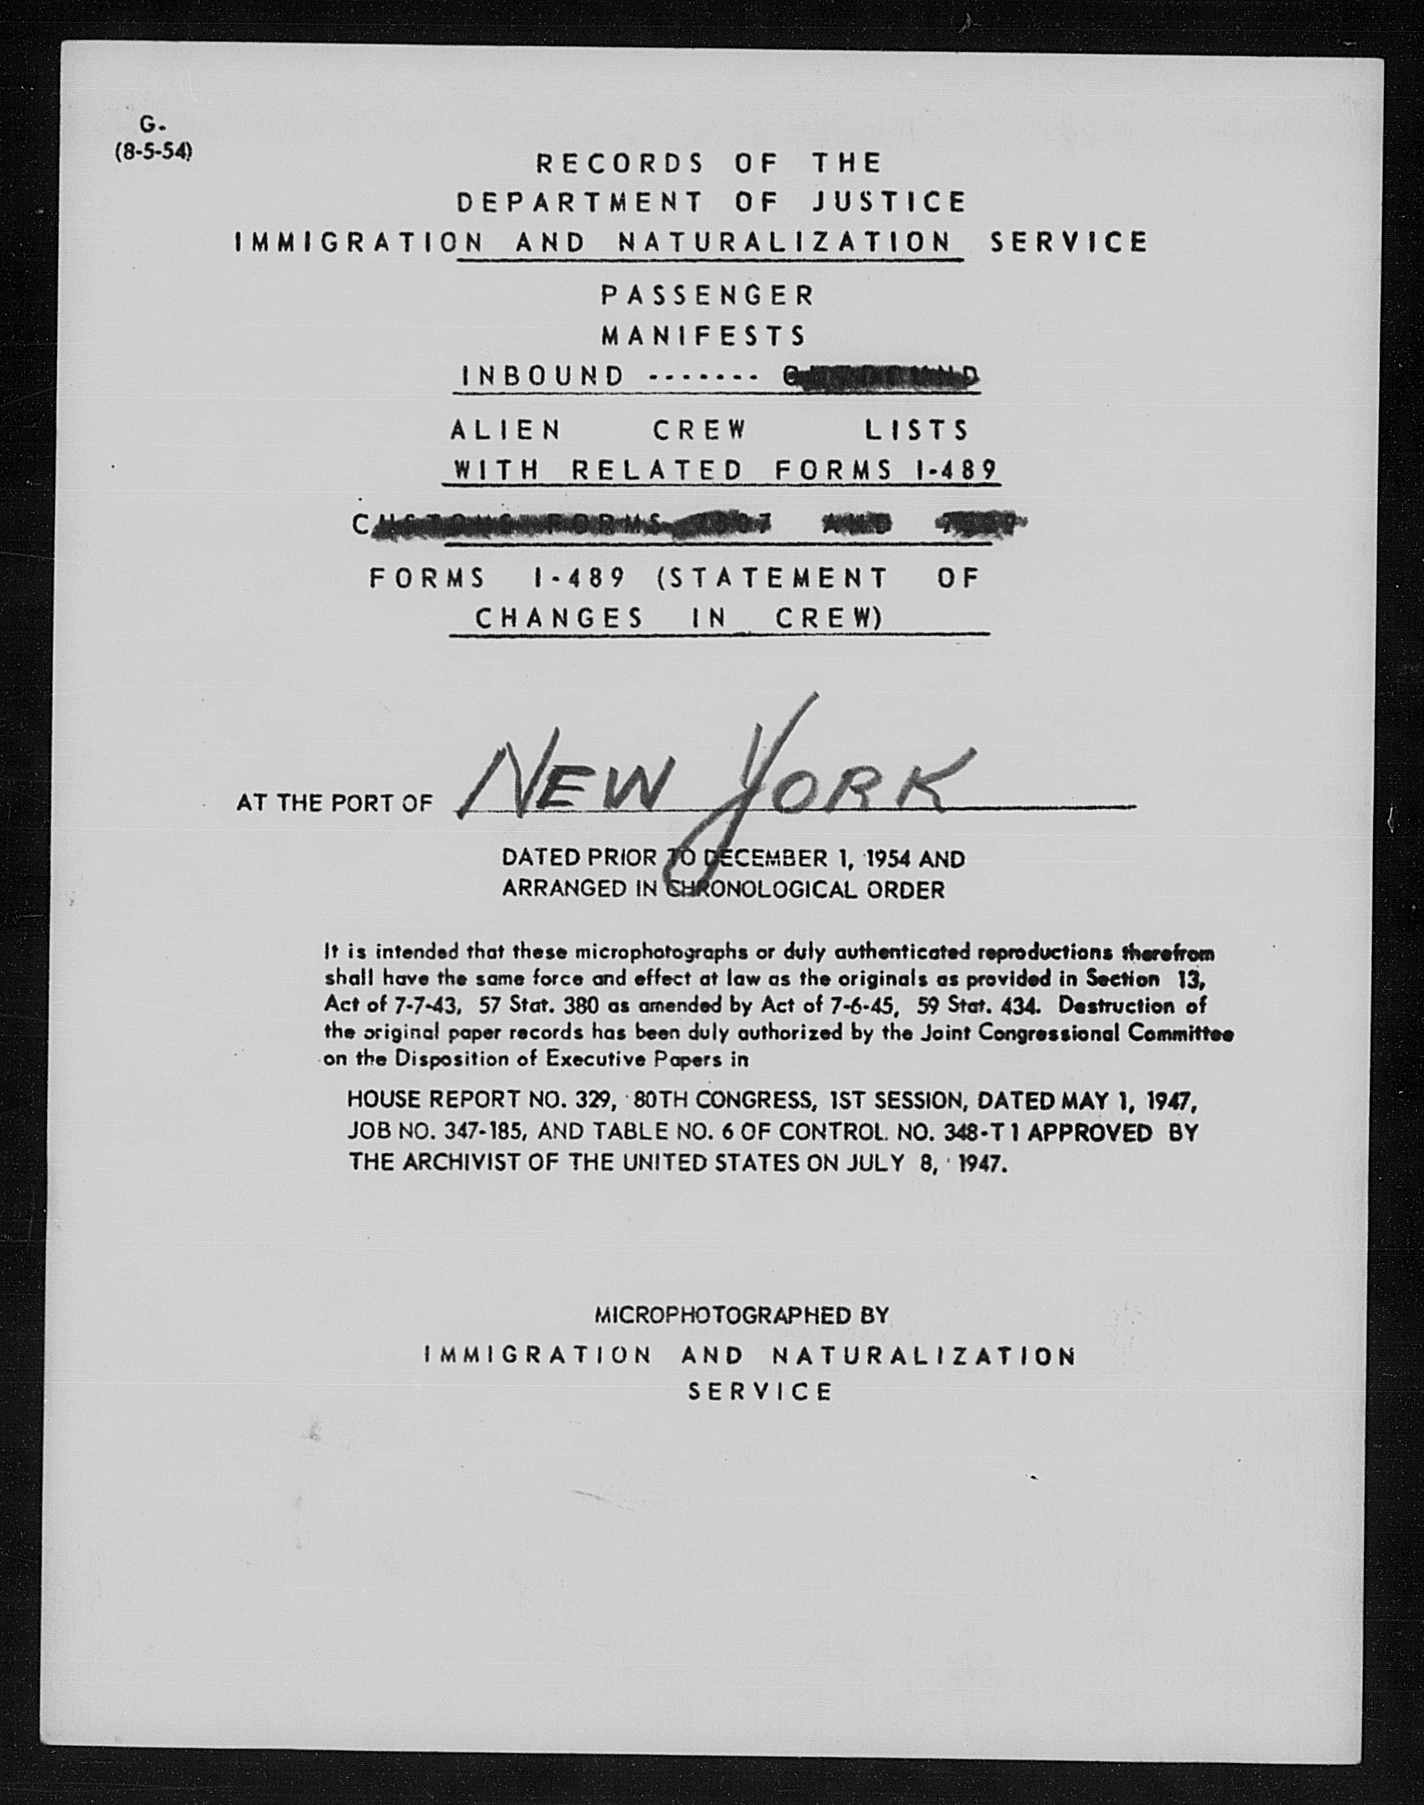 G-
(8-5-54)
RECORDS OF THE
DEPARTMENT OF JUSTICE
IMMIGRATION AND NATURALIZATION SERVICE
PASSENGER
MANIFESTS
INBOUND ------- OUTBOUND
ALIEN CREW LISTS
WITH RELATED FORMS I-489
CUSTOMS FORMS 7507 AND
FORMS I-489 (STATEMENT OF
CHANGES IN CREW)
AT THE PORT OF NEW YORK
DATED PRIOR TO DECEMBER 1, 1954 AND
ARRANGED IN CHRONOLOGICAL ORDER
It is intended that these microphotographs or duly authenticated reproductions therefrom
shall have the same force and effect at law as the originals as provided in Section 13,
Act of 7-7-43, 57 Stat. 380 as amended by Act of 7-6-45, 59 Stat. 434. Destruction of
the original paper records has been duly authorized by the Joint Congressional Committee
on the Disposition of Executive Papers in
HOUSE REPORT NO. 329, 80TH CONGRESS, 1ST SESSION, DATED MAY 1, 1947,
JOB NO. 347-185, AND TABLE NO. 6 OF CONTROL NO. 348-T1 APPROVED BY
THE ARCHIVIST OF THE UNITED STATES ON JULY 8, 1947.
MICROPHOTOGRAPHED BY
IMMIGRATION AND NATURALIZATION
SERVICE